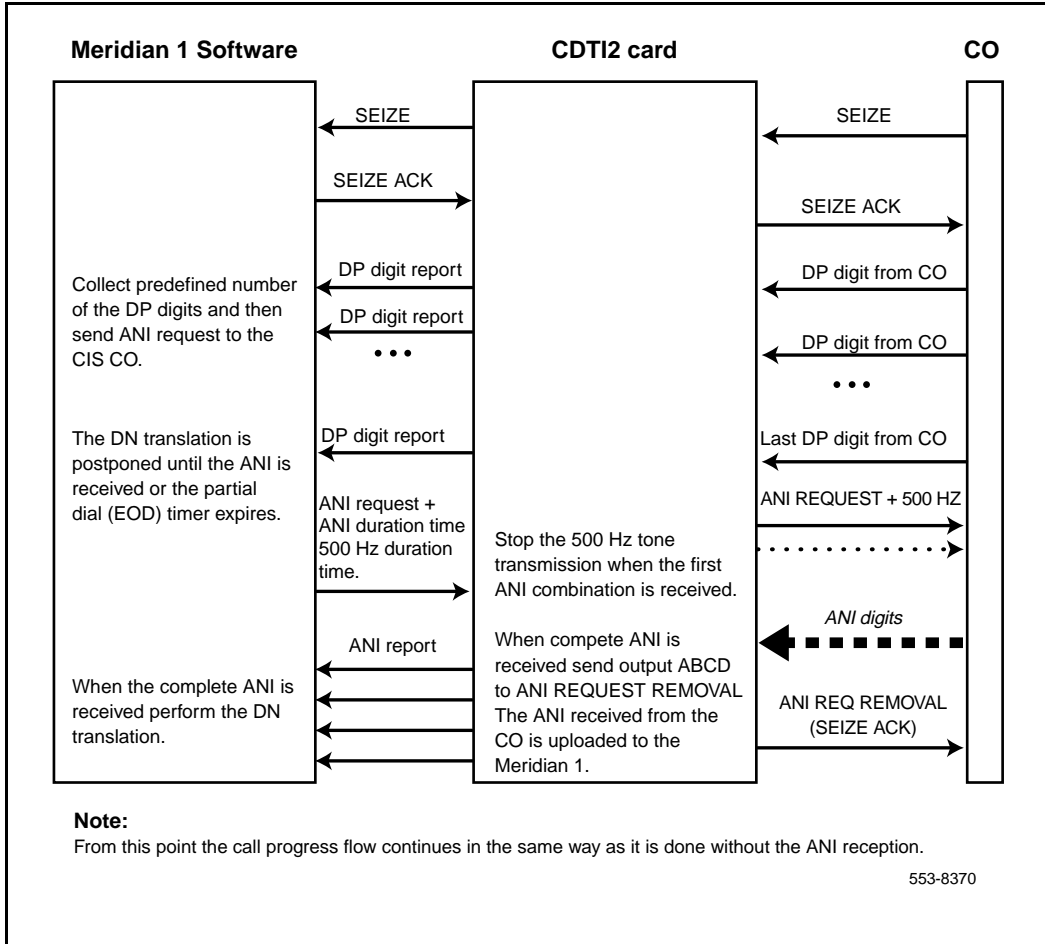 Meridian 1 Software
CDTI2 card
CO
SEIZE
SEIZE
SEIZE ACK
SEIZE ACK
DP digit report
DP digit from CO
Collect predefined number
of the DP digits and then
send ANI request to the
CIS CO.
DP digit report
DP digit from CO
• • •
• • •
The DN translation is
postponed until the ANI is
received or the partial
dial (EOD) timer expires.
DP digit report
Last DP digit from CO
ANI request +
ANI duration time
500 Hz duration
time.
ANI REQUEST + 500 HZ
Stop the 500 Hz tone
transmission when the first
ANI combination is received.
ANI digits
ANI report
When compete ANI is
received send output ABCD
to ANI REQUEST REMOVAL
The ANI received from the
CO is uploaded to the
Meridian 1.
When the complete ANI is
received perform the DN
translation.
ANI REQ REMOVAL
(SEIZE ACK)
Note:
From this point the call progress flow continues in the same way as it is done without the ANI reception.
553-8370